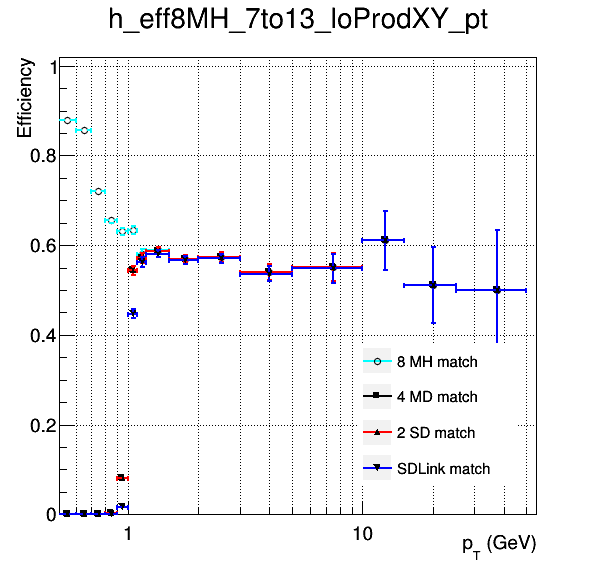 h_eff8MH_7to13_loProdXY_pt
Efficiency
1
0.8
0.6
0.4
0.2
0
8 MH match
4 MD match
2 SD match
SDLink match
1
10
p_T (GeV)